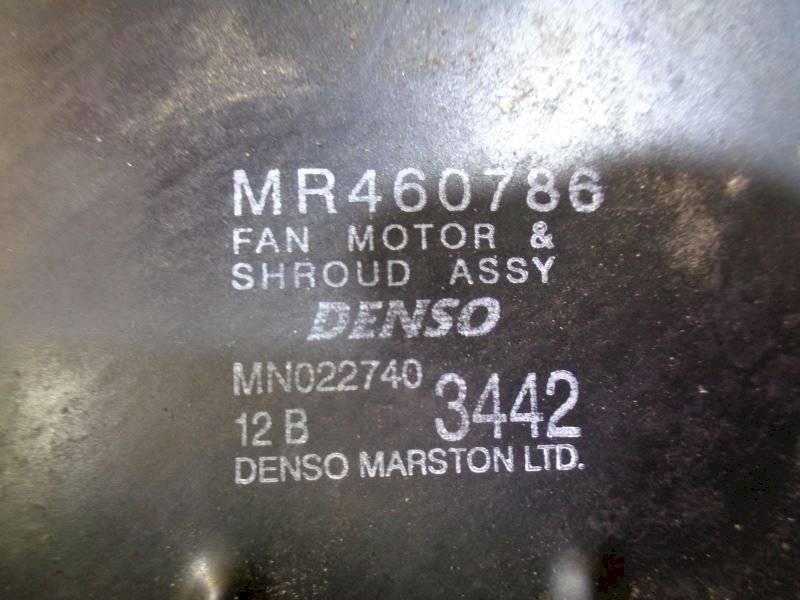 MR460786
FAN MOTOR &
SHROUD ASSY
DENSO
MN022740 3442
12 B
DENSO MARSTON LTD.